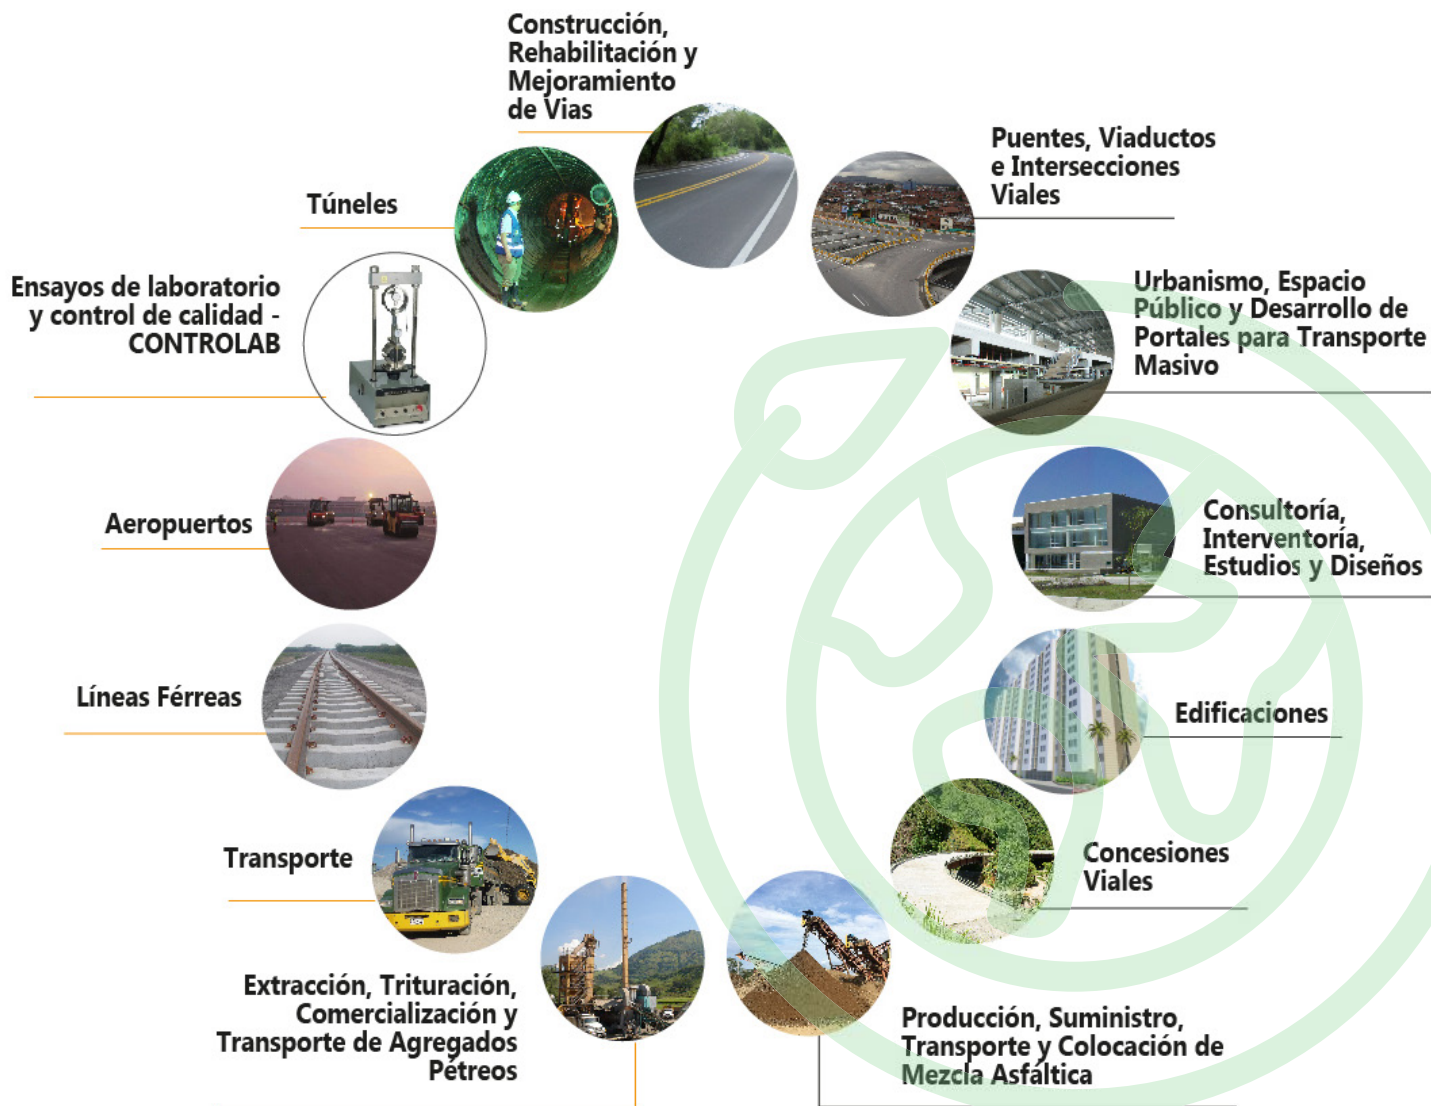 Construcción,
Rehabilitación y
Mejoramiento
de Vias
Puentes, Viaductos
e Intersecciones
Viales
Túneles
Ensayos de laboratorio
y control de calidad -
CONTROLAB
Urbanismo, Espacio
Público y Desarrollo de
Portales para Transporte
Masivo
Aeropuertos
Consultoría,
Interventoría,
Estudios y Diseños
Líneas Férreas
Edificaciones
Transporte
Concesiones
Viales
Extracción, Trituración,
Comercialización y
Transporte de Agregados
Pétreos
Producción, Suministro,
Transporte y Colocación de
Mezcla Asfáltica